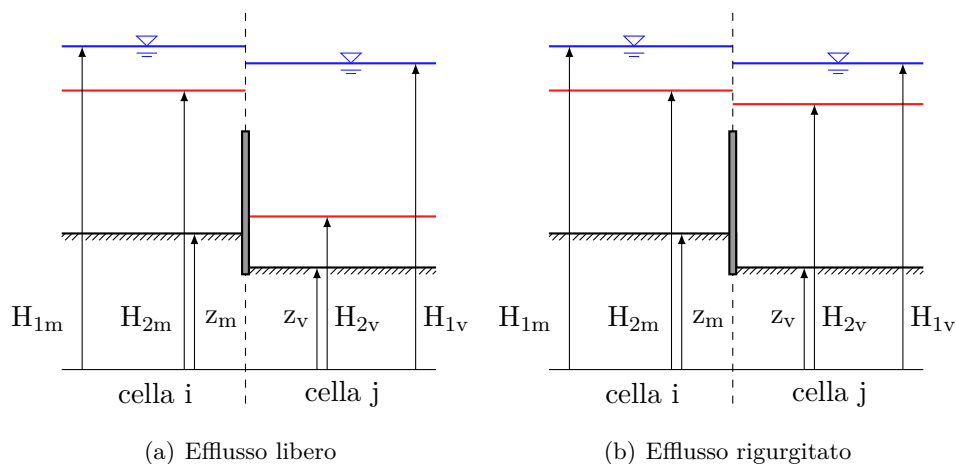 H1m H2m zm zv H2v H1v
cella i cella j
(a) Efflusso libero
H1m H2m zm zv H2v H1v
cella i cella j
(b) Efflusso rigurgitato